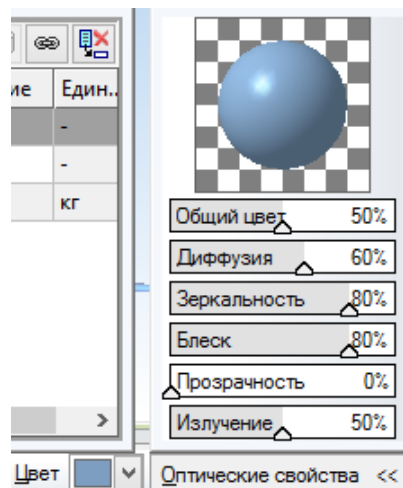 ие Един..
-
-
кг
Общий цвет 50%
Диффузия 60%
Зеркальность 80%
Блеск 80%
Прозрачность 0%
Излучение 50%
Цвет
Оптические свойства <<